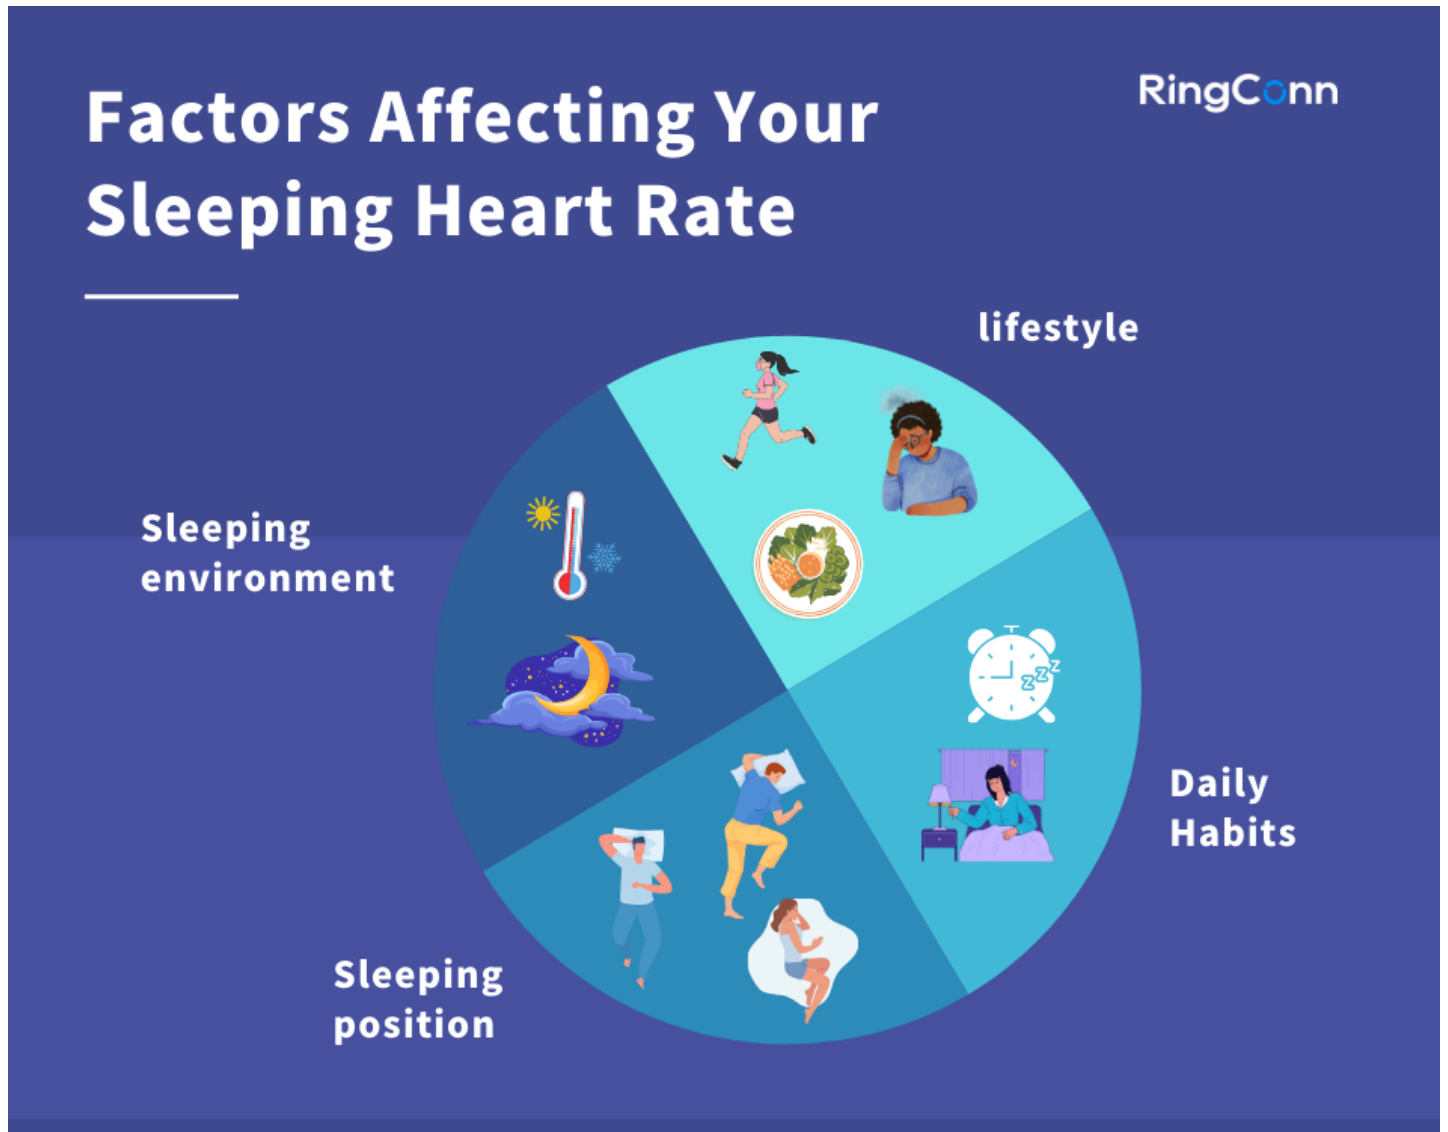 Factors Affecting Your
Sleeping Heart Rate
RingConn
lifestyle
Sleeping
environment
z z z
Daily
Habits
Sleeping
position